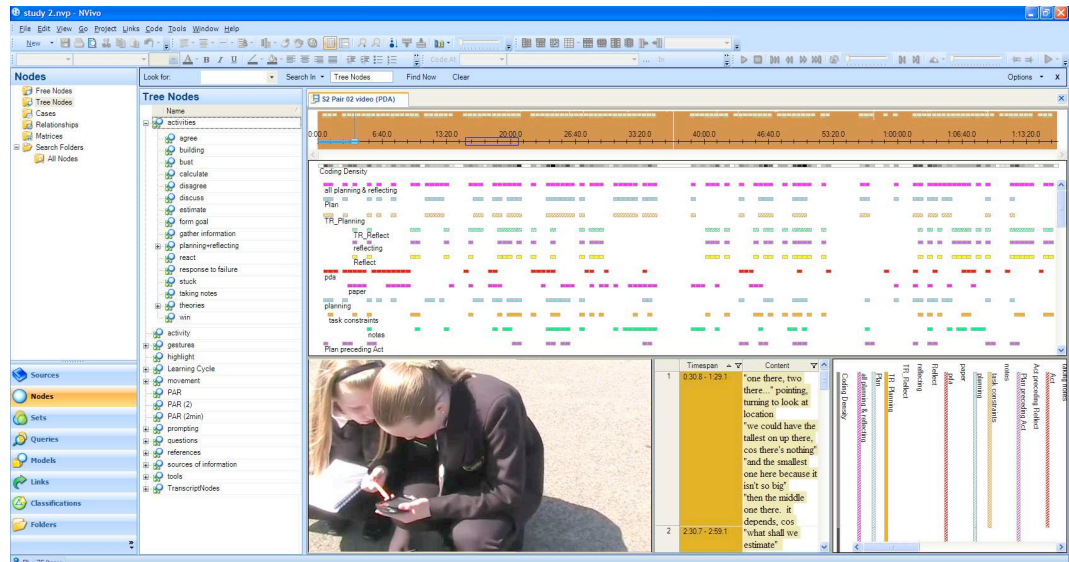 study 2.nvp - NVivo
File Edit View Go Project Links Code Tools Window Help
New
A B I U Code At
Nodes
Look for: Search In Tree Nodes Find Now Clear Options x
Free Nodes
Tree Nodes
Cases
Relationships
Matrices
Search Folders
All Nodes
Sources
Nodes
Sets
Queries
Models
Links
Classifications
Folders
Tree Nodes
Name
activities
agree
building
bust
calculate
disagree
discuss
estimate
form goal
gather information
planning+reflecting
react
response to failure
stuck
taking notes
theories
win
activity
gestures
highlight
Learning Cycle
movement
PAR
PAR (2)
PAR (2min)
prompting
questions
references
sources of information
tools
TranscriptNodes
S2 Pair 02 video (PDA)
0:00.0 6:40.0 13:20.0 20:00.0 26:40.0 33:20.0 40:00.0 46:40.0 53:20.0 1:00:00.0 1:06:40.0 1:13:20.0
Coding Density
all planning & reflecting
Plan
TR_Planning
TR_Reflect
reflecting
Reflect
pda
paper
planning
task constraints
notes
Plan preceding Act
Timespan Content
1 0:30.8 - 1:29.1 "one there, two
there..." pointing,
turning to look at
location
"we could have the
tallest on up there,
cos there's nothing"
"and the smallest
one here because it
isn't so big"
"then the middle
one there. it
depends, cos
2 2:30.7 - 2:59.1 "what shall we
estimate"
Coding Density
all planning & reflecting
Plan
TR_Planning
TR_Reflect
reflecting
Reflect
pda
paper
planning
task constraints
notes
Plan preceding Act
Act preceding Reflect
Act